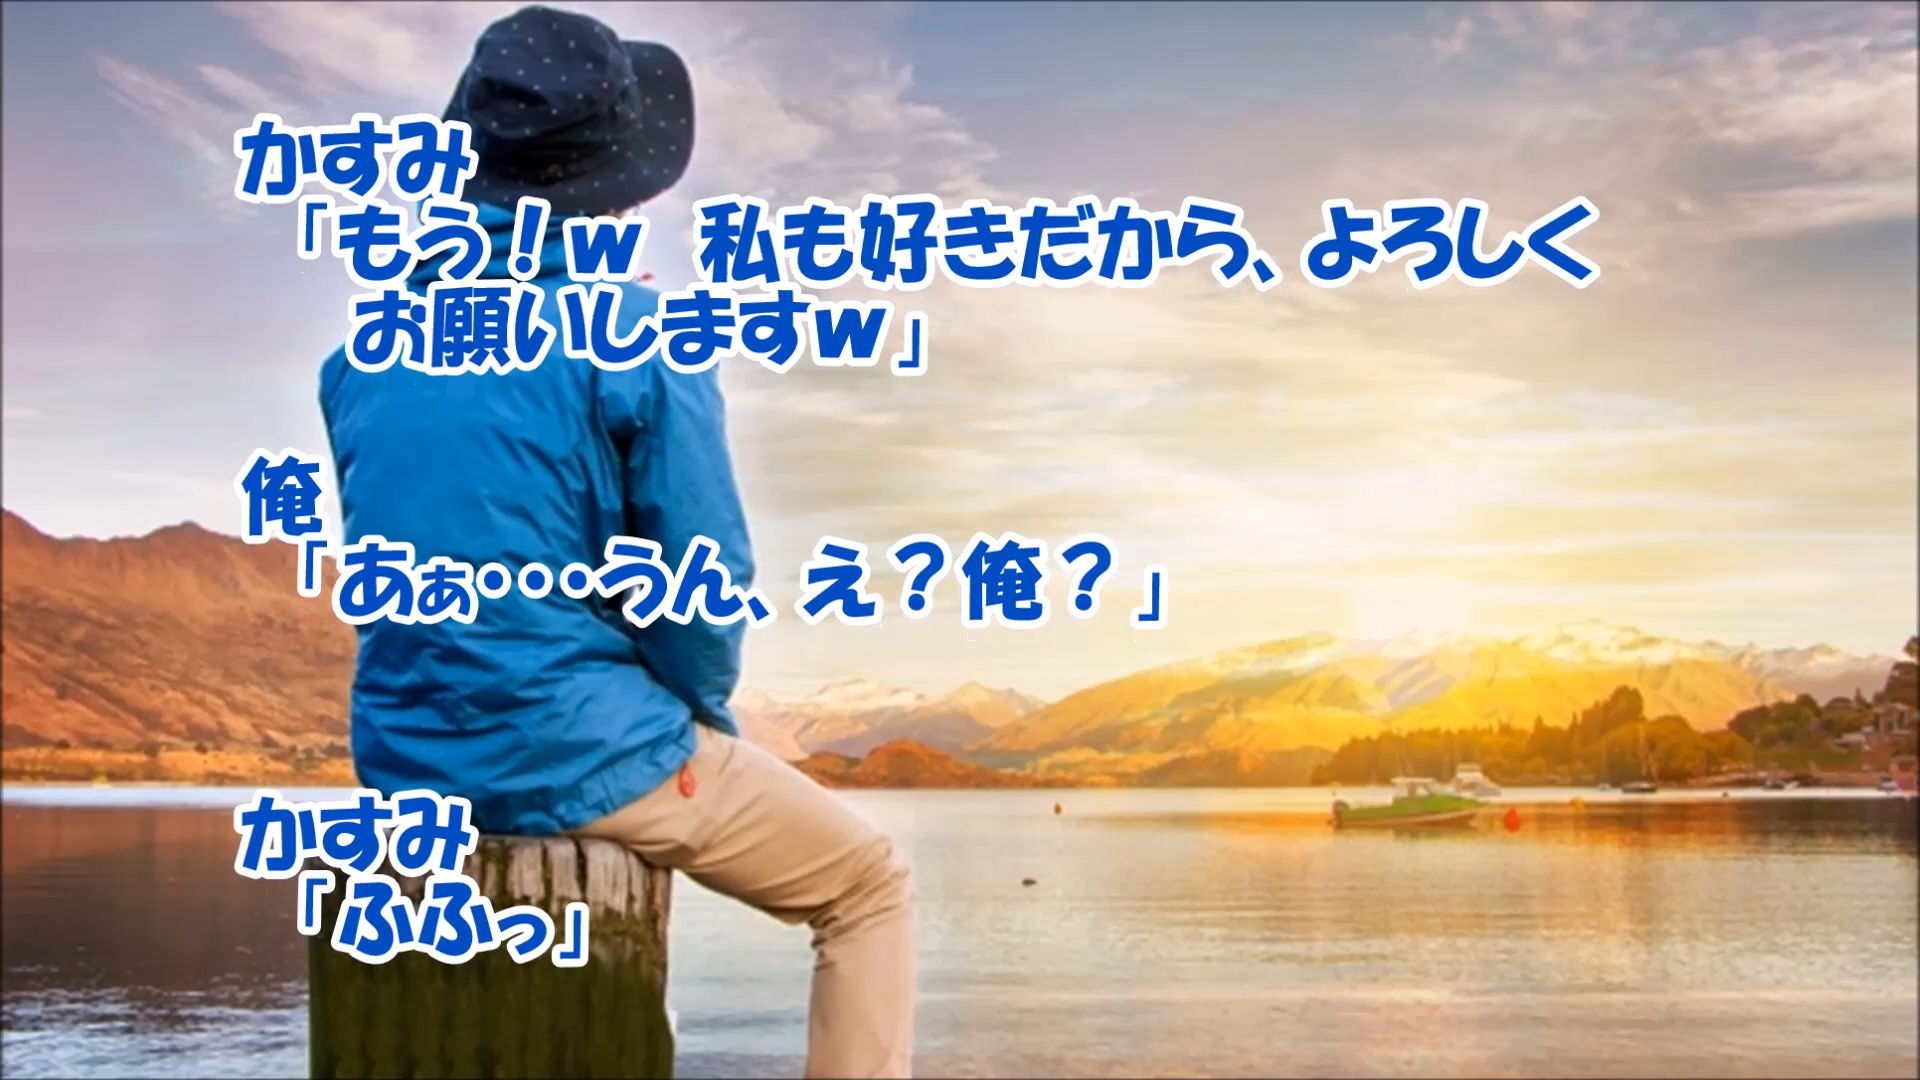 かすみ
「もう！ｗ　私も好きだから、よろしく
お願いしますｗ」
俺
「あぁ･･･うん、え？俺？」
かすみ
「ふふっ」